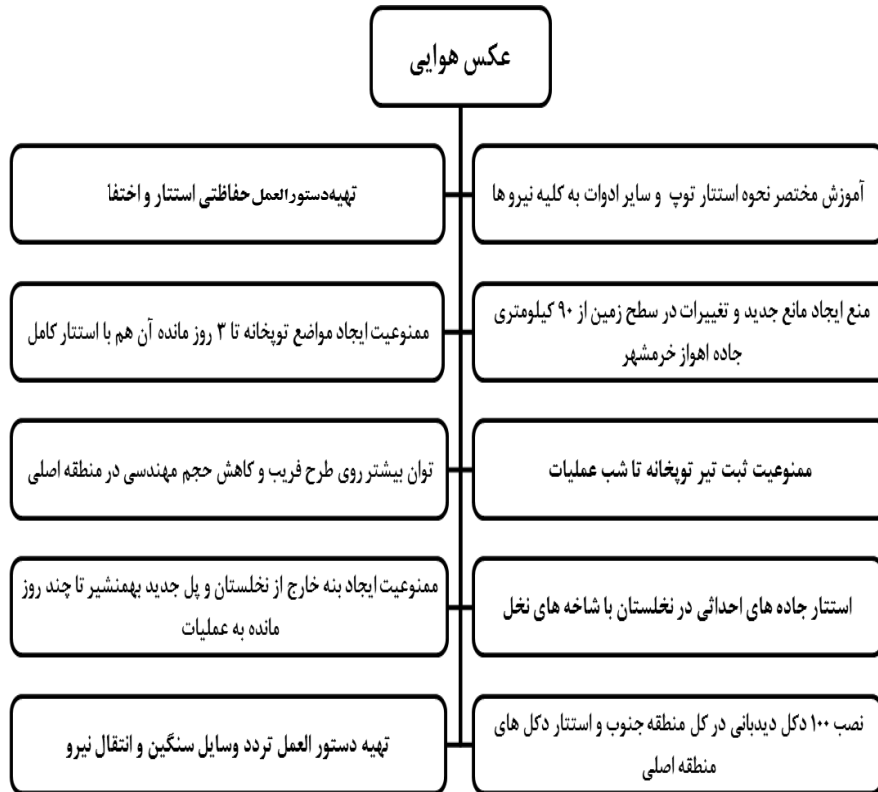 عکس هوایی
آموزش مختصر نحوه استتار توپ و سایر ادوات به کلیه نیرو ها
تهیه دستور العمل حفاظتی استتار و اختفا
منع ایجاد مانع جدید و تغییرات در سطح زمین از ۹۰ کیلومتری
جاده اهواز خرمشهر
ممنوعیت ایجاد مواضع توپخانه تا ۳ روز مانده آن هم با استتار کامل
ممنوعیت ثبت تیر توپخانه تا شب عملیات
توان بیشتر روی طرح فریب و کاهش حجم مهندسی در منطقه اصلی
استتار جاده های احداثی در نخلستان با شاخه های نخل
ممنوعیت ایجاد بنه خارج از نخلستان و پل جدید بهمنشیر تا چند روز
مانده به عملیات
نصب ۱۰۰ دکل دیدبانی در کل منطقه جنوب و استتار دکل های
منطقه اصلی
تهیه دستور العمل تردد وسایل سنگین و انتقال نیرو